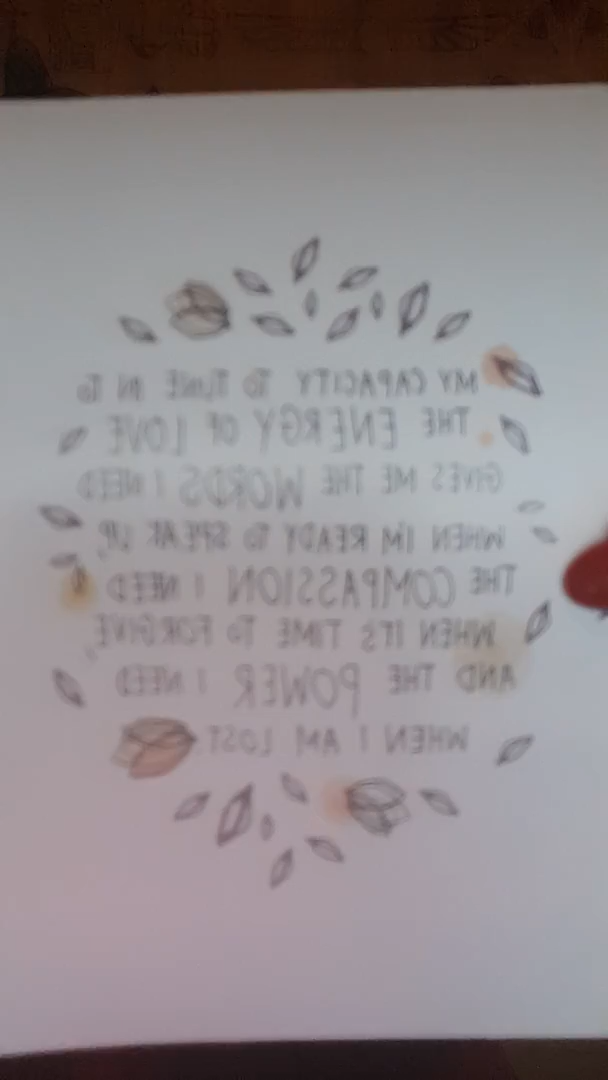 MY CAPACITY TO TUNE IN TO
THE ENERGY OF LOVE
GIVES ME THE WORDS I NEED
WHEN I'M READY TO SPEAK UP,
THE COMPASSION I NEED
WHEN IT'S TIME TO FORGIVE,
AND THE POWER I NEED
WHEN I AM LOST.